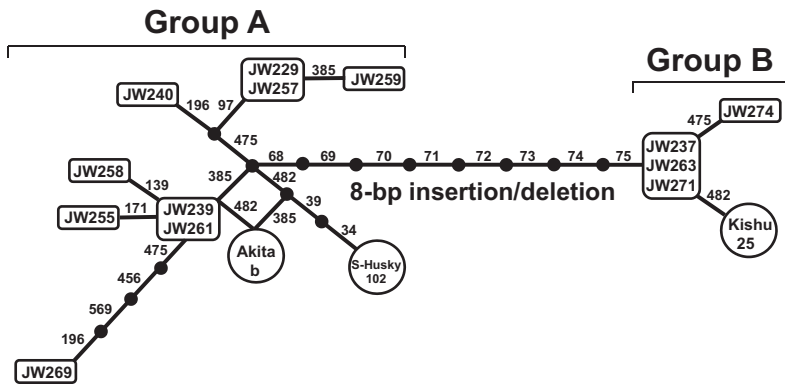 Group A
Group B
JW229
JW257
385
JW259
JW240
196
97
475
JW274
475
68
69
70
71
72
73
74
75
JW237
JW263
JW271
8-bp insertion/deletion
JW258
139
385
482
39
JW255
171
JW239
JW261
482
385
34
482
Kishu
25
Akita
b
S-Husky
102
475
456
569
196
JW269